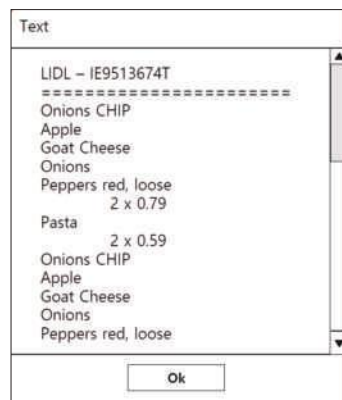 Text
LIDL – IE9513674T
=======================
Onions CHIP
Apple
Goat Cheese
Onions
Peppers red, loose
2 x 0.79
Pasta
2 x 0.59
Onions CHIP
Apple
Goat Cheese
Onions
Peppers red, loose
Ok